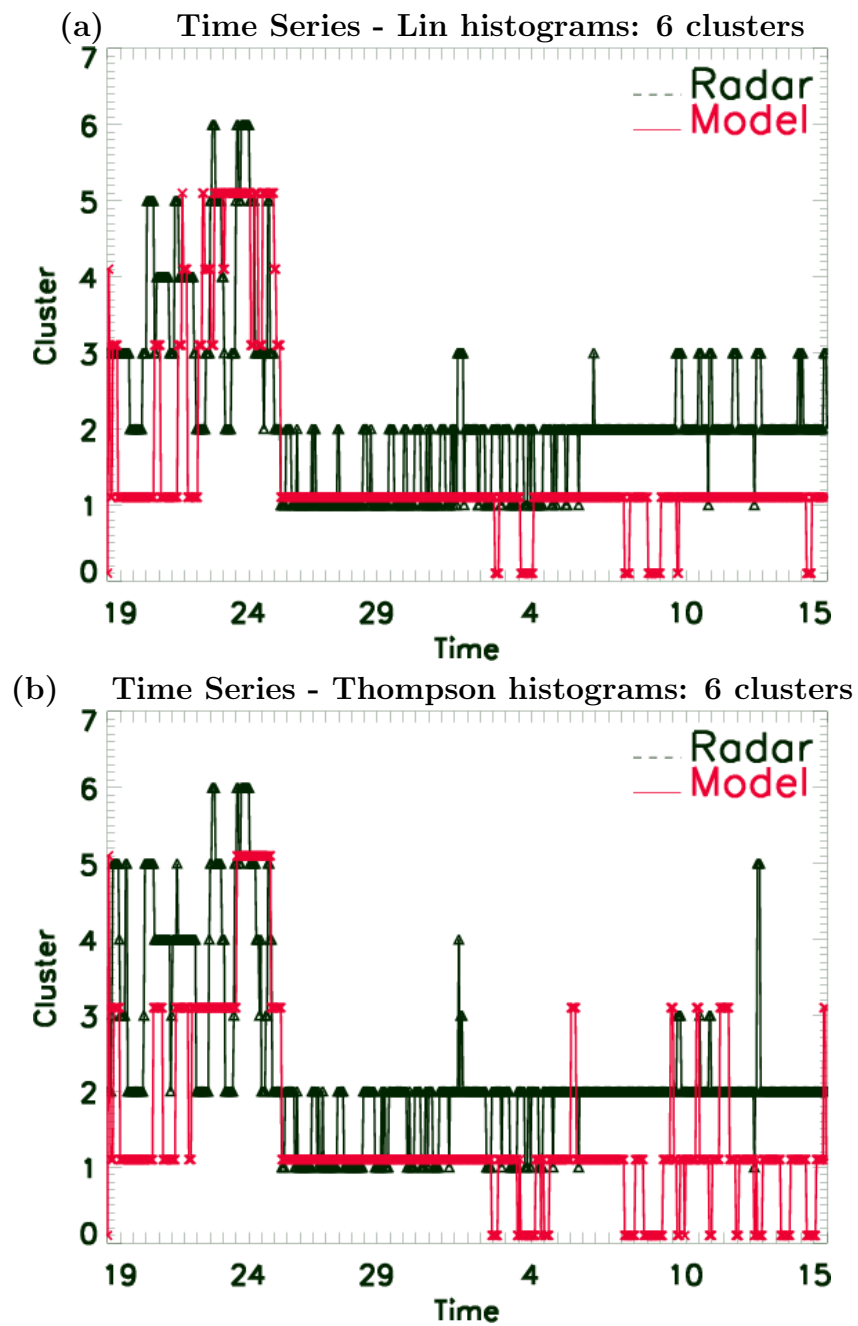 (a) Time Series - Lin histograms: 6 clusters
7
Radar
Model
6
5
4
3
2
1
0
Cluster
19 24 29 4 10 15
Time
(b) Time Series - Thompson histograms: 6 clusters
7
Radar
Model
6
5
4
3
2
1
0
Cluster
19 24 29 4 10 15
Time